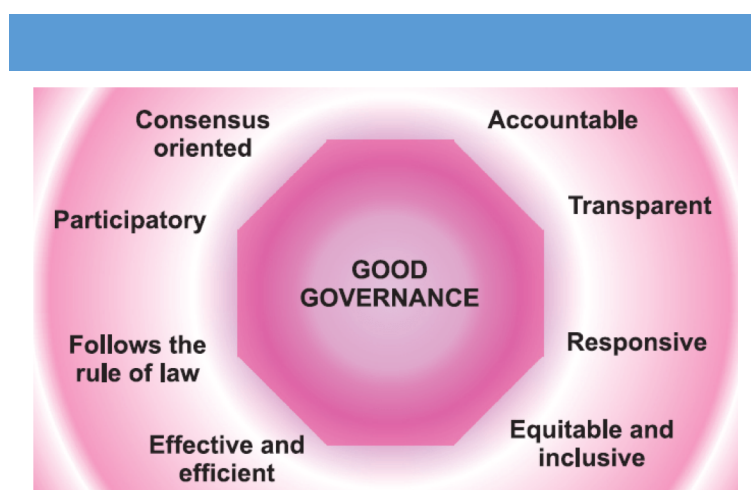 Consensus
oriented
Accountable
Participatory
Transparent
GOOD
GOVERNANCE
Follows the
rule of law
Responsive
Effective and
efficient
Equitable and
inclusive